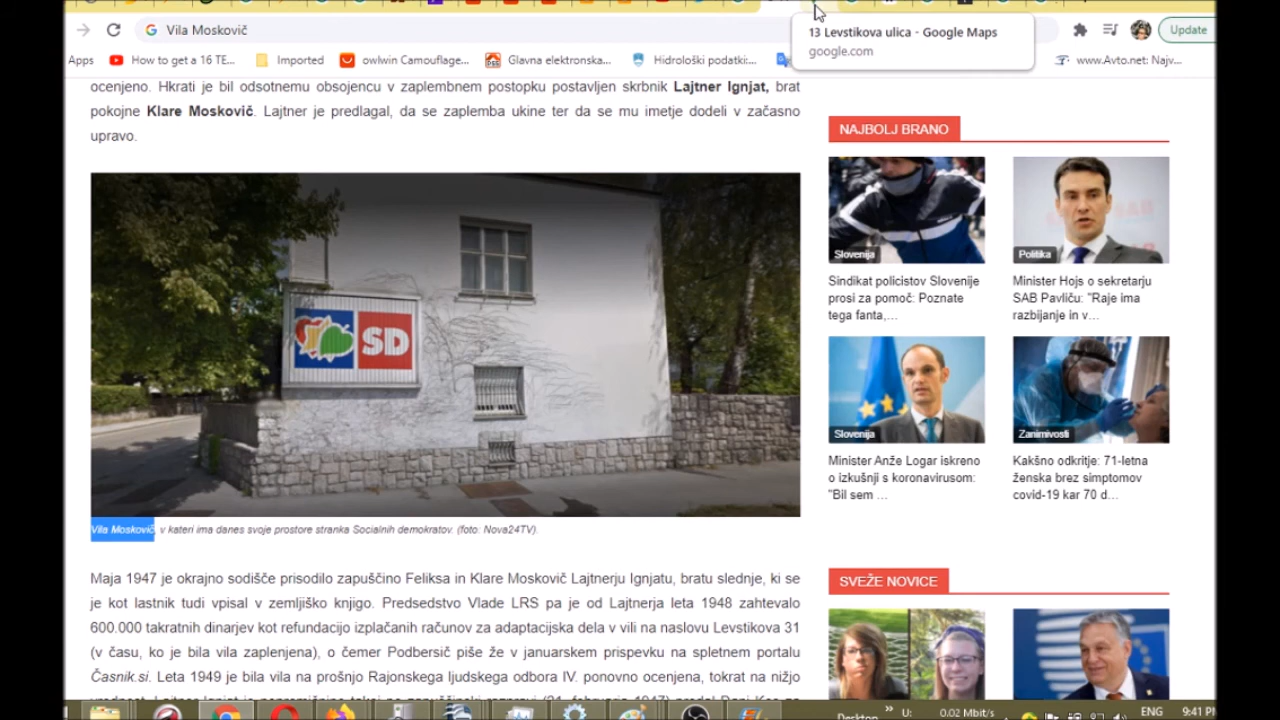 Vila Moskovič
13 Levstikova ulica - Google Maps
google.com
Update
Apps
How to get a 16 TE...
Imported
owlwin Camouflage...
Glavna elektronska...
Hidrološki podatki:...
www.Avto.net: Najv...
ocenjeno. Hkrati je bil odsotnemu obsojencu v zaplembnem postopku postavljen skrbnik Lajtner Ignjat, brat
pokojne Klare Moskovič. Lajtner je predlagal, da se zaplemba ukine ter da se mu imetje dodeli v začasno
upravo.
SD
Vila Moskovič, v kateri ima danes svoje prostore stranka Socialnih demokratov. (foto: Nova24TV).
Maja 1947 je okrajno sodišče prisodilo zapuščino Feliksa in Klare Moskovič Lajtnerju Ignjatu, bratu slednje, ki se
je kot lastnik tudi vpisal v zemljiško knjigo. Predsedstvo Vlade LRS pa je od Lajtnerja leta 1948 zahtevalo
600.000 takratnih dinarjev kot refundacijo izplačanih računov za adaptacijska dela v vili na naslovu Levstikova 31
(v času, ko je bila vila zaplenjena), o čemer Podbersič piše že v januarskem prispevku na spletnem portalu
Časnik.si. Leta 1949 je bila vila na prošnjo Rajonskega ljudskega odbora IV. ponovno ocenjena, tokrat na nižjo
NAJBOLJ BRANO
Slovenija
Sindikat policistov Slovenije
prosi za pomoč: Poznate
tega fanta,...
Politika
Minister Hojs o sekretarju
SAB Pavliču: "Raje ima
razbijanje in v...
Slovenija
Minister Anže Logar iskreno
o izkušnji s koronavirusom:
"Bil sem ...
Zanimivosti
Kakšno odkritje: 71-letna
ženska brez simptomov
covid-19 kar 70 d...
SVEŽE NOVICE
Desktop
U:
0.02 Mbit/s
ENG
9:41 PM